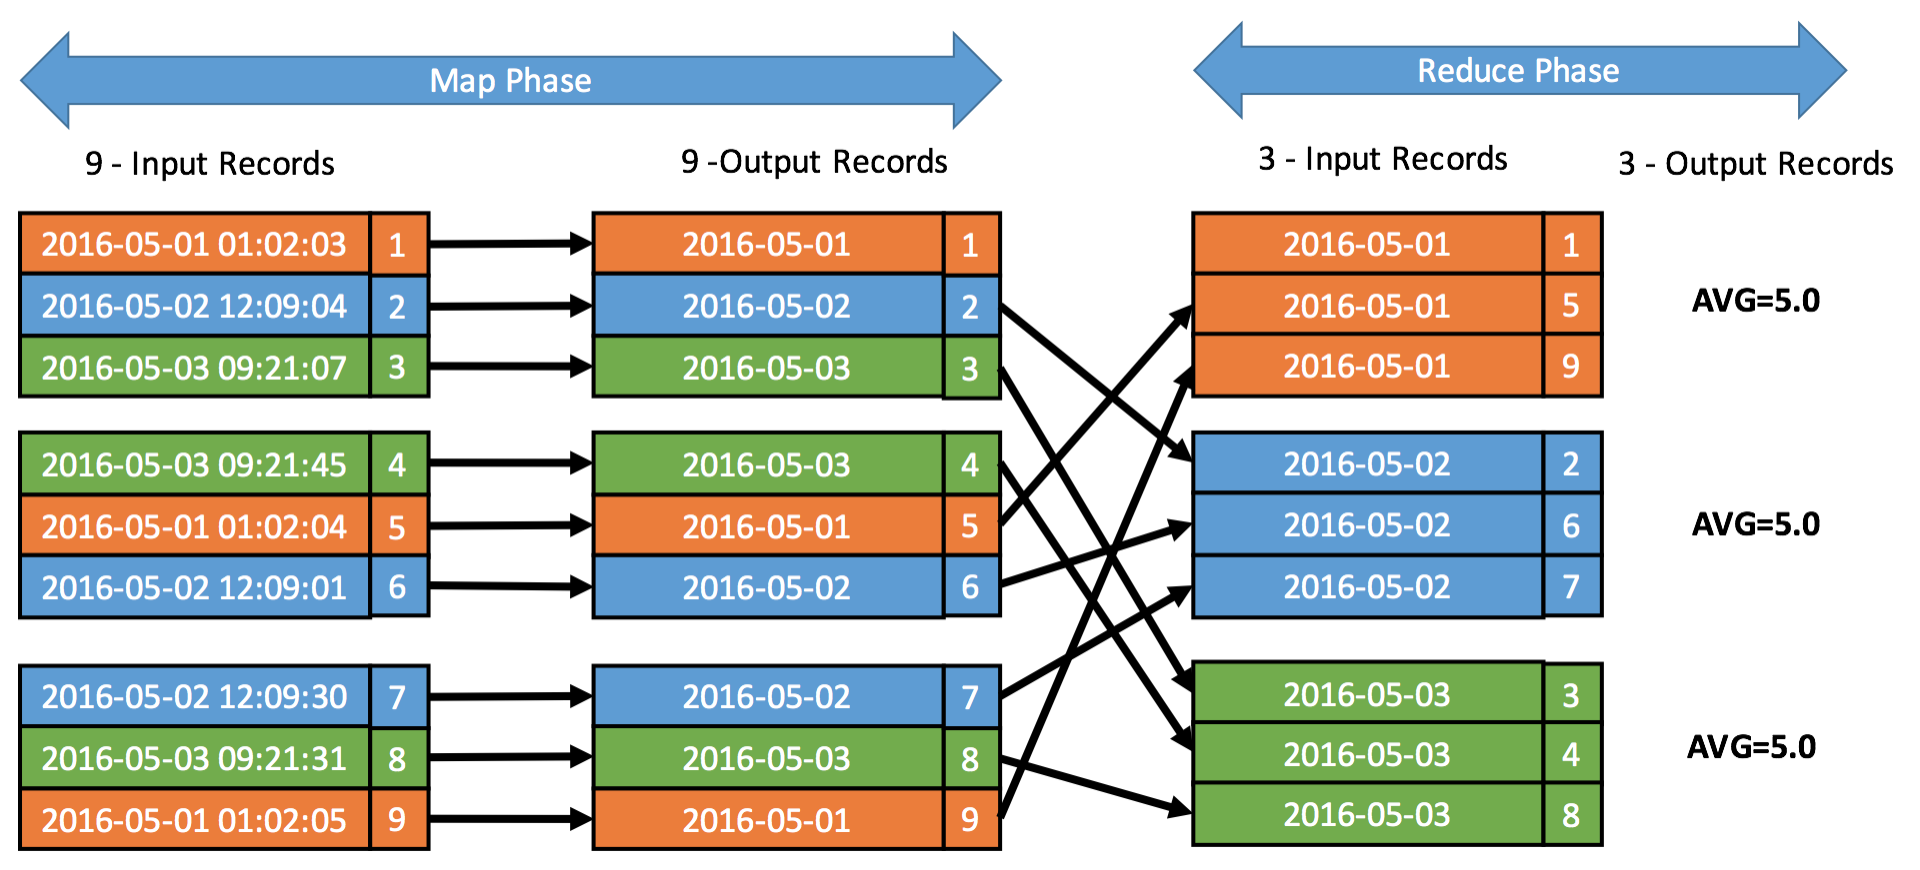 Map Phase
Reduce Phase
9 - Input Records
9 -Output Records
3 - Input Records
3 - Output Records
2016-05-01 01:02:03 1
2016-05-02 12:09:04 2
2016-05-03 09:21:07 3
2016-05-03 09:21:45 4
2016-05-01 01:02:04 5
2016-05-02 12:09:01 6
2016-05-02 12:09:30 7
2016-05-03 09:21:31 8
2016-05-01 01:02:05 9
2016-05-01 1
2016-05-02 2
2016-05-03 3
2016-05-03 4
2016-05-01 5
2016-05-02 6
2016-05-02 7
2016-05-03 8
2016-05-01 9
2016-05-01 1
2016-05-01 5
2016-05-01 9
2016-05-02 2
2016-05-02 6
2016-05-02 7
2016-05-03 3
2016-05-03 4
2016-05-03 8
AVG=5.0
AVG=5.0
AVG=5.0